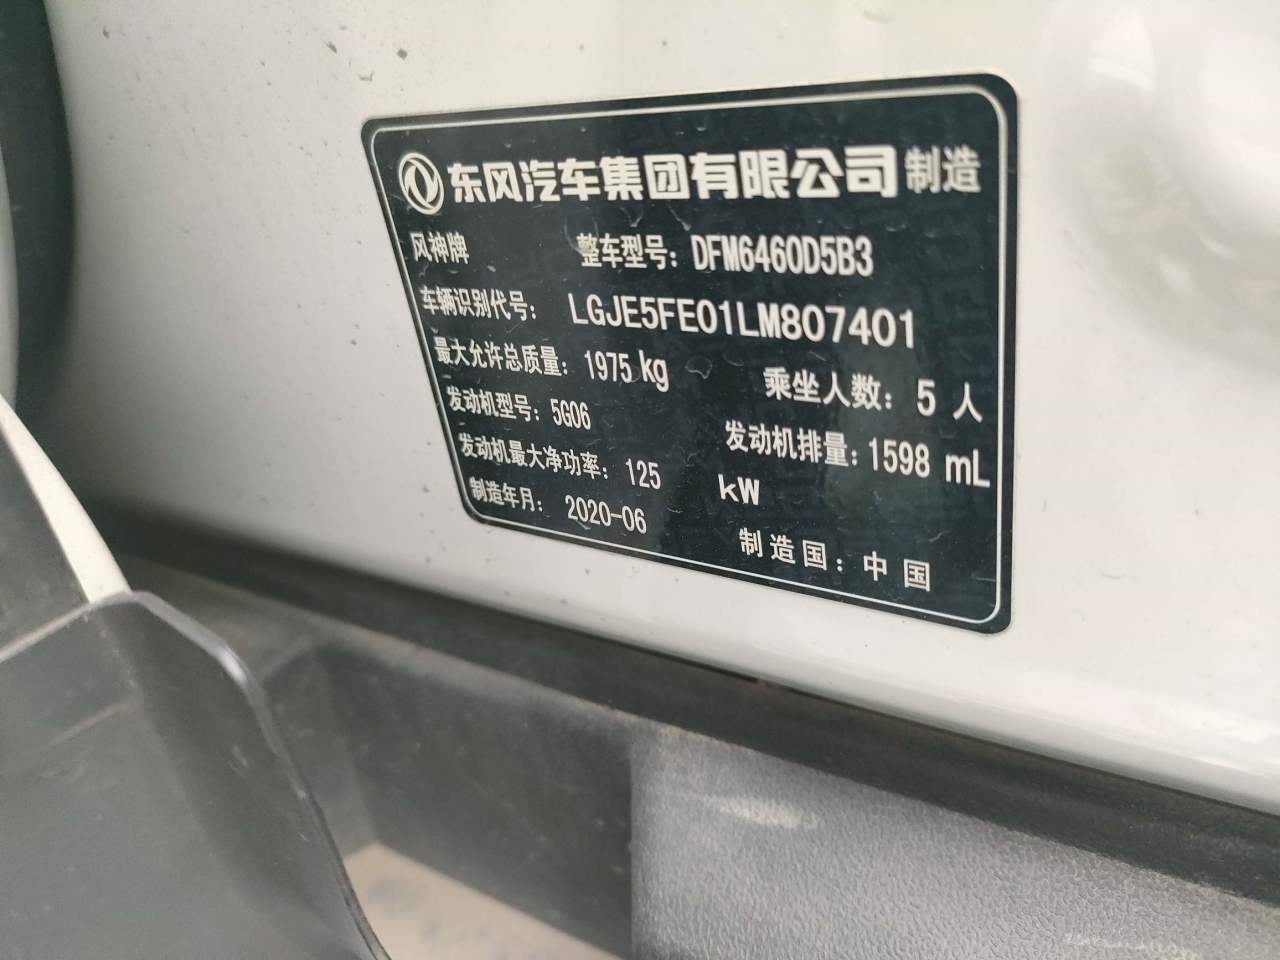 东风汽车集团有限公司制造
风神牌 整车型号: DFM6460D5B3
车辆识别代号: LGJE5FE01LM807401
最大允许总质量: 1975 kg 乘坐人数: 5 人
发动机型号: 5G06 发动机排量: 1598 mL
发动机最大净功率: 125 kW
制造年月: 2020-06 制造国: 中国